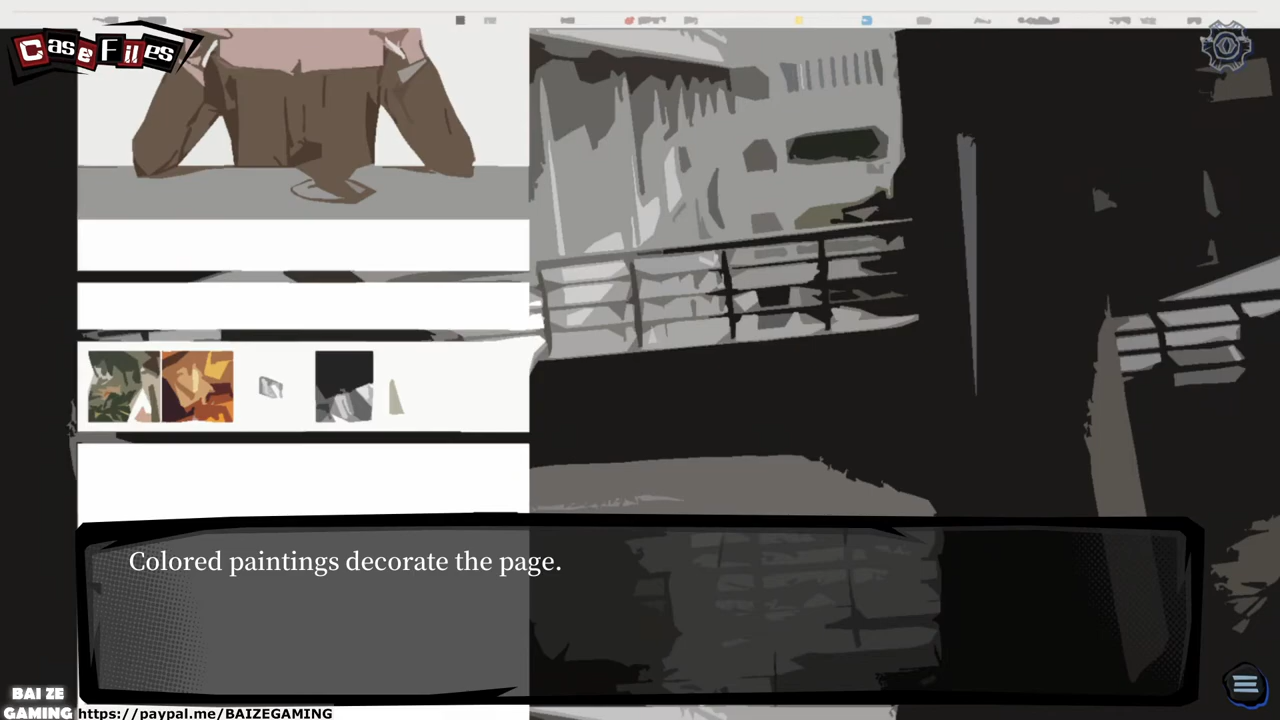 Case Files
Colored paintings decorate the page.
BAI ZE
GAMING
https://paypal.me/BAIZEGAMING